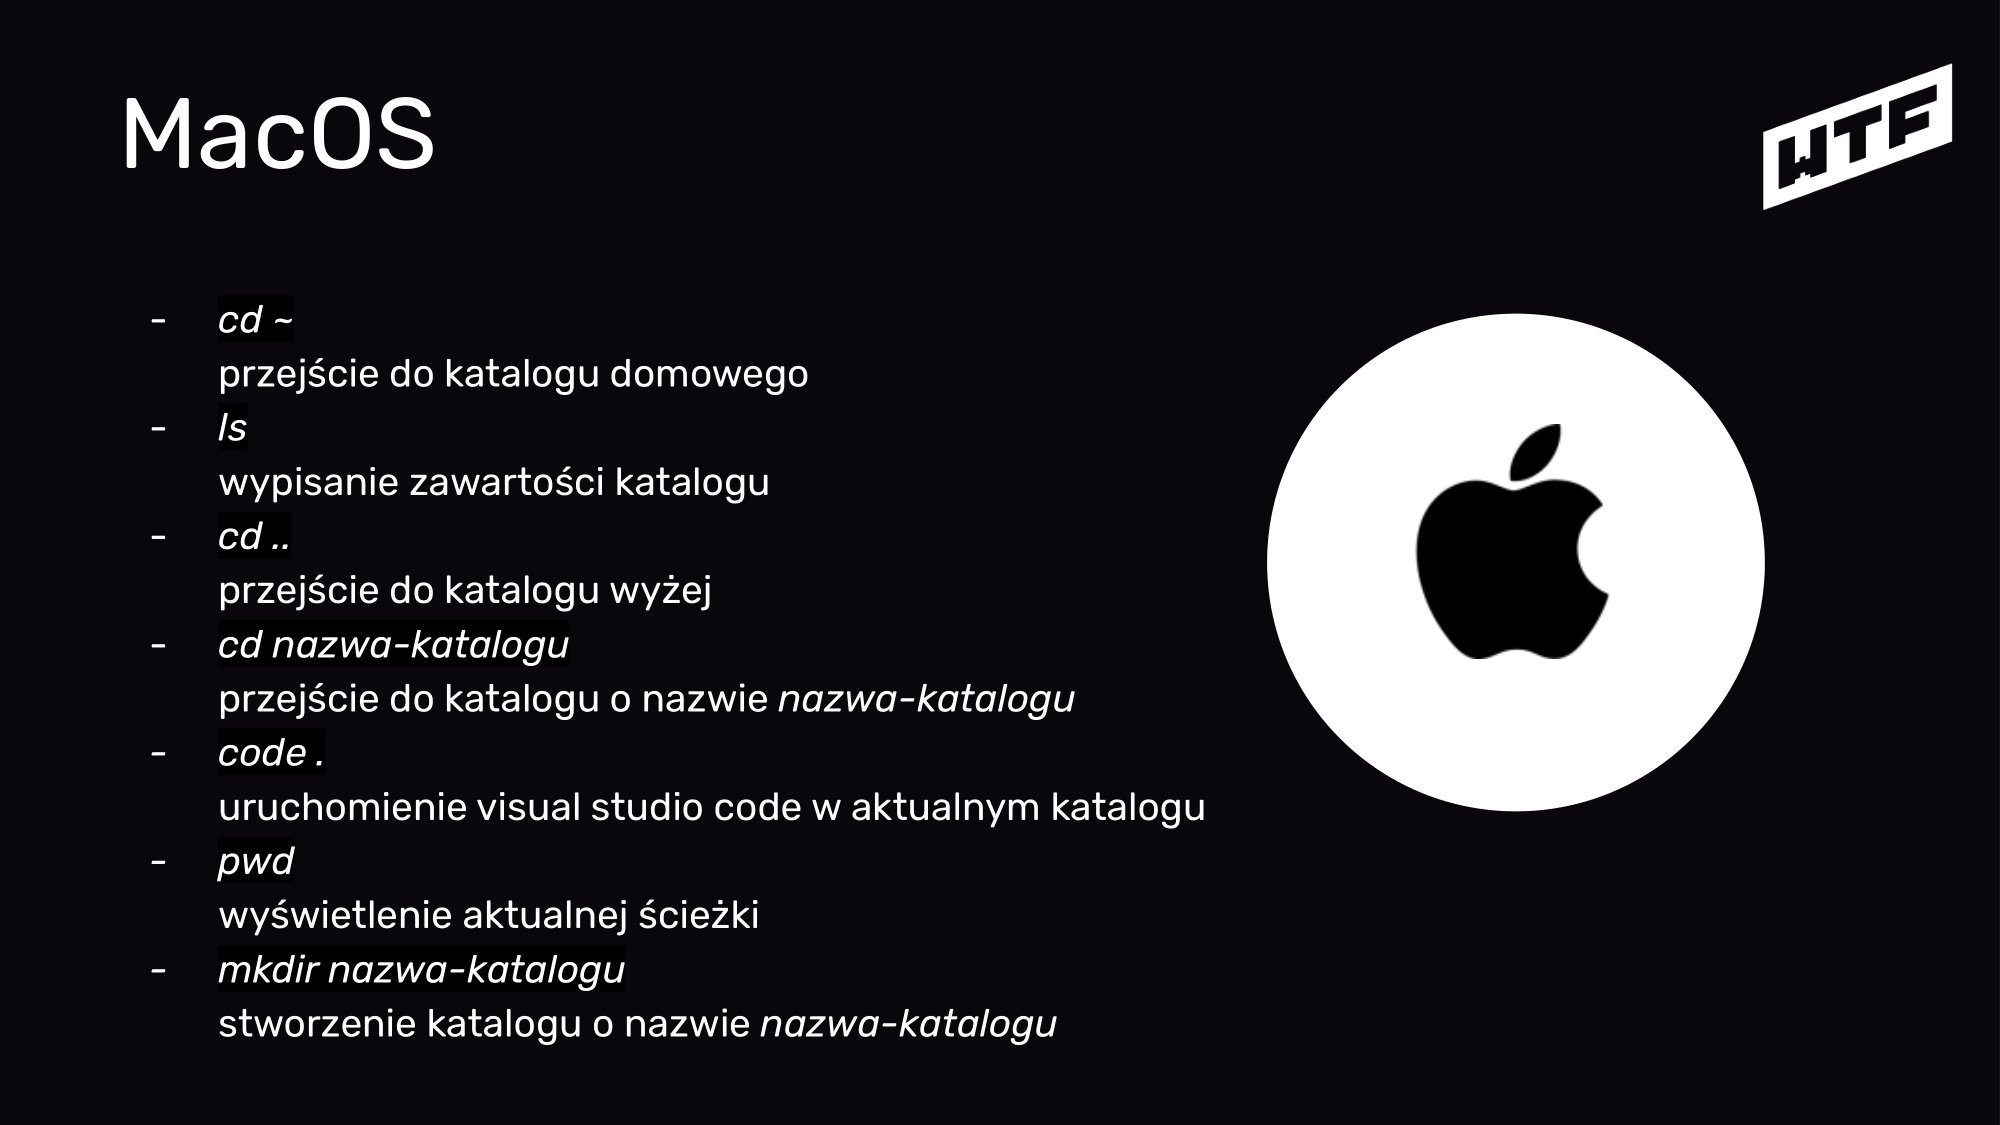 MacOS
WTF
- cd ~
przejście do katalogu domowego
- ls
wypisanie zawartości katalogu
- cd ..
przejście do katalogu wyżej
- cd nazwa-katalogu
przejście do katalogu o nazwie nazwa-katalogu
- code .
uruchomienie visual studio code w aktualnym katalogu
- pwd
wyświetlenie aktualnej ścieżki
- mkdir nazwa-katalogu
stworzenie katalogu o nazwie nazwa-katalogu